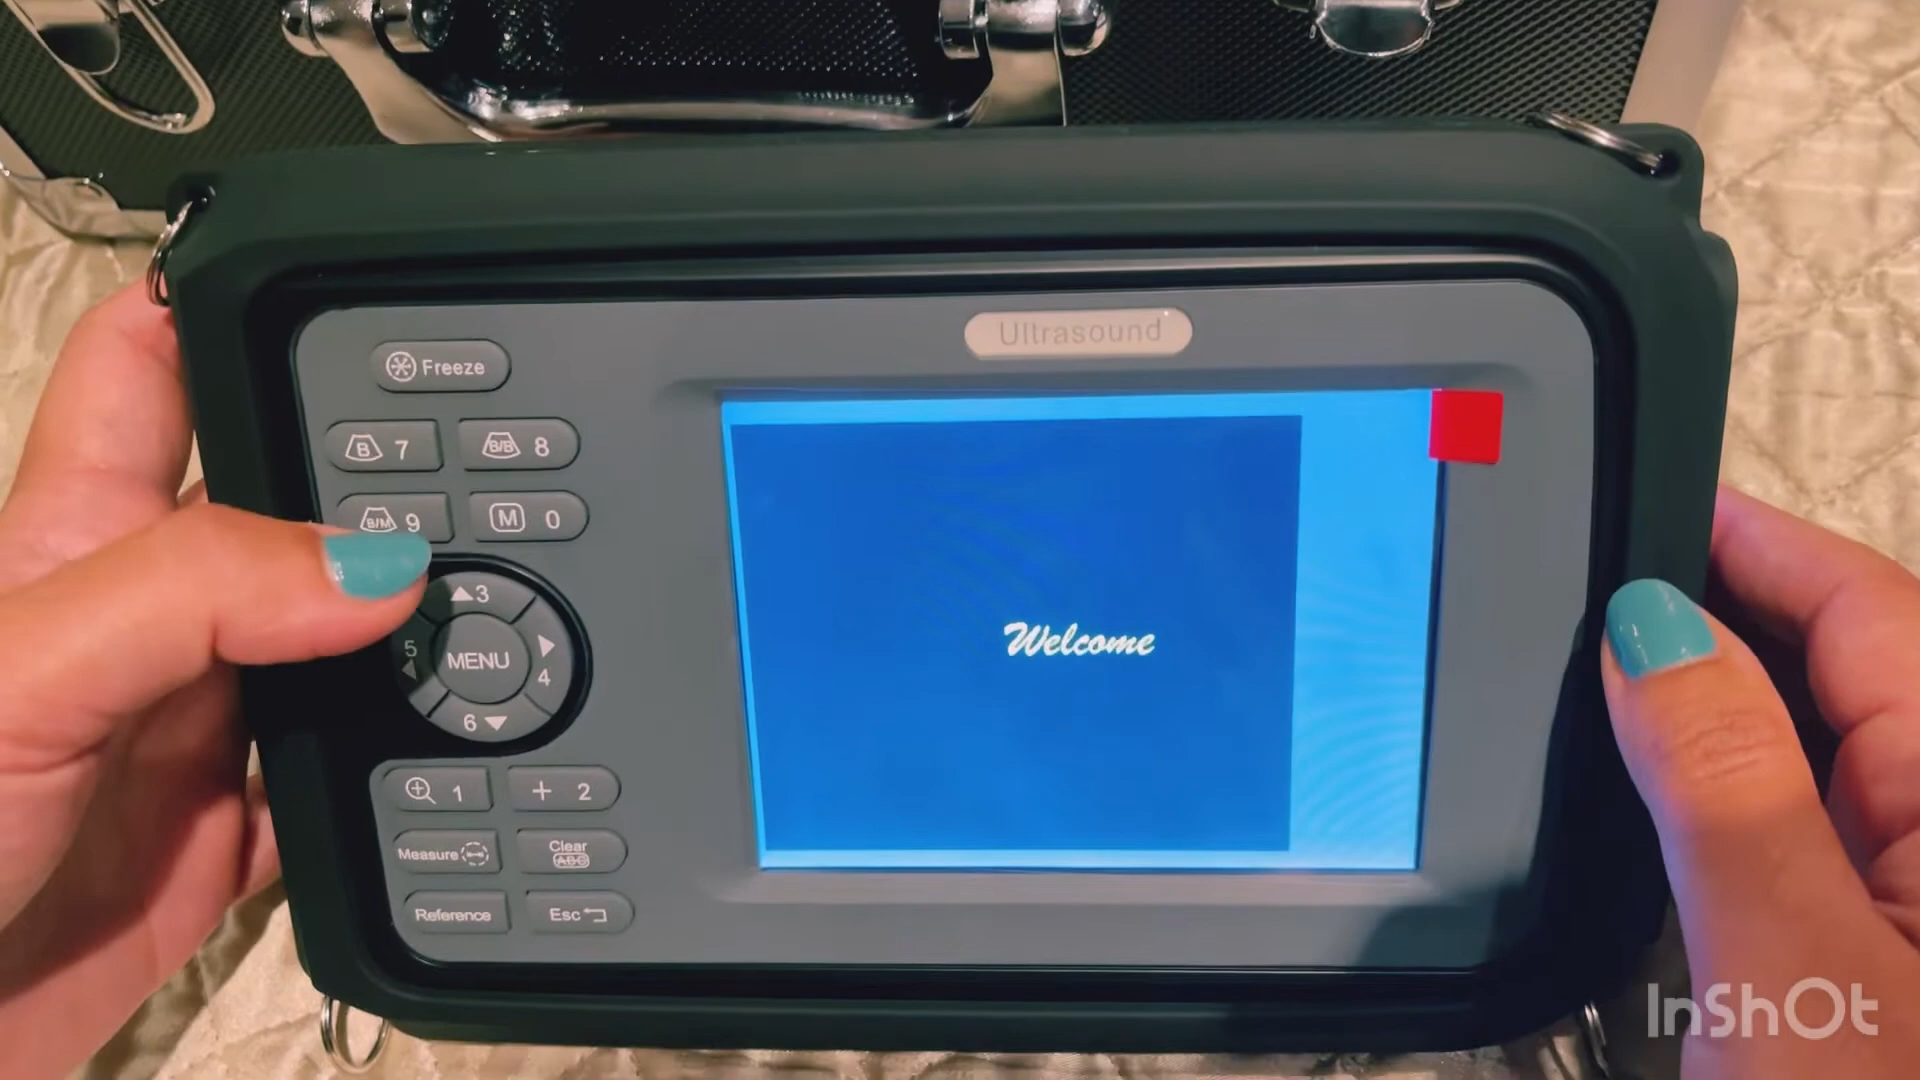 Ultrasound
Freeze
B 7
B/B 8
B/M 9
M 0
3
5
MENU
4
6
1
+ 2
Measure
Clear
ABC
Reference
Esc
Welcome
InShOt